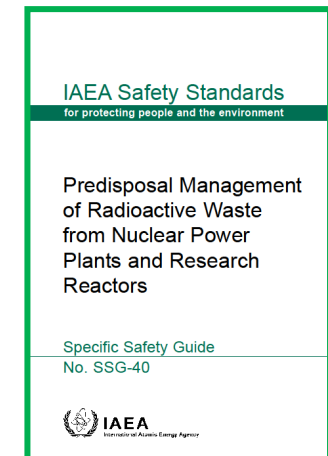 IAEA Safety Standards
for protecting people and the environment
Predisposal Management
of Radioactive Waste
from Nuclear Power
Plants and Research
Reactors
Specific Safety Guide
No. SSG-40
IAEA
International Atomic Energy Agency